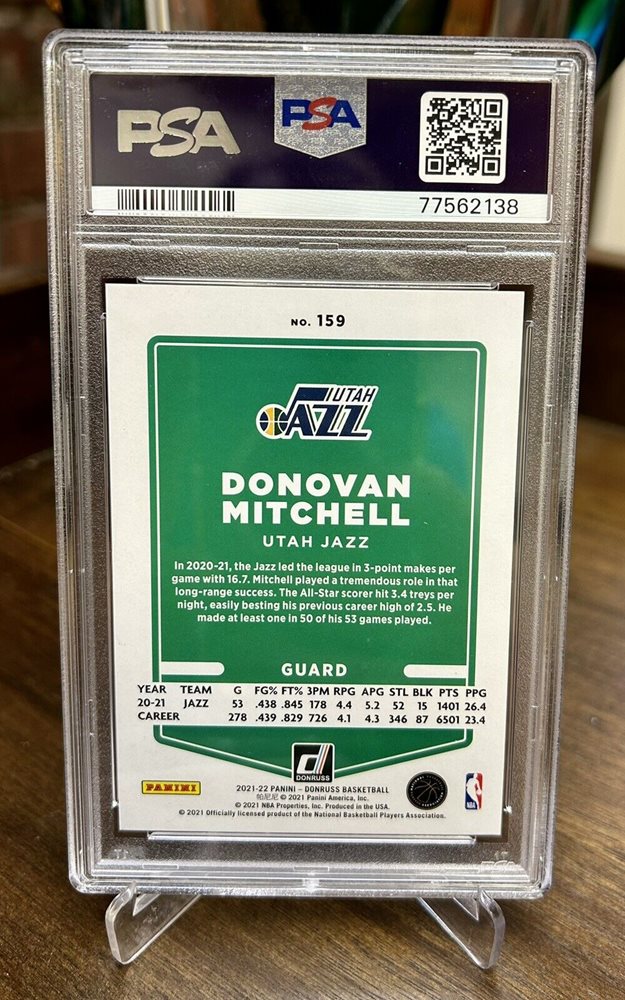 PSA
PSA
77562138
NO. 159
UTAH
JAZZ
DONOVAN
MITCHELL
UTAH JAZZ
In 2020-21, the Jazz led the league in 3-point makes per
game with 16.7. Mitchell played a tremendous role in that
long-range success. The All-Star scorer hit 3.4 treys per
night, easily besting his previous career high of 2.5. He
made at least one in 50 of his 53 games played.
GUARD
YEAR TEAM G FG% FT% 3PM RPG APG STL BLK PTS PPG
20-21 JAZZ 53 .438 .845 178 4.4 5.2 52 15 1401 26.4
CAREER 278 .439 .829 726 4.1 4.3 346 87 6501 23.4
DONRUSS
PANINI
2021-22 PANINI – DONRUSS BASKETBALL
帕尼尼 © 2021 Panini America, Inc.
© 2021 NBA Properties, Inc. Produced in the USA.
© 2021 Officially licensed product of the National Basketball Players Association.
NBA